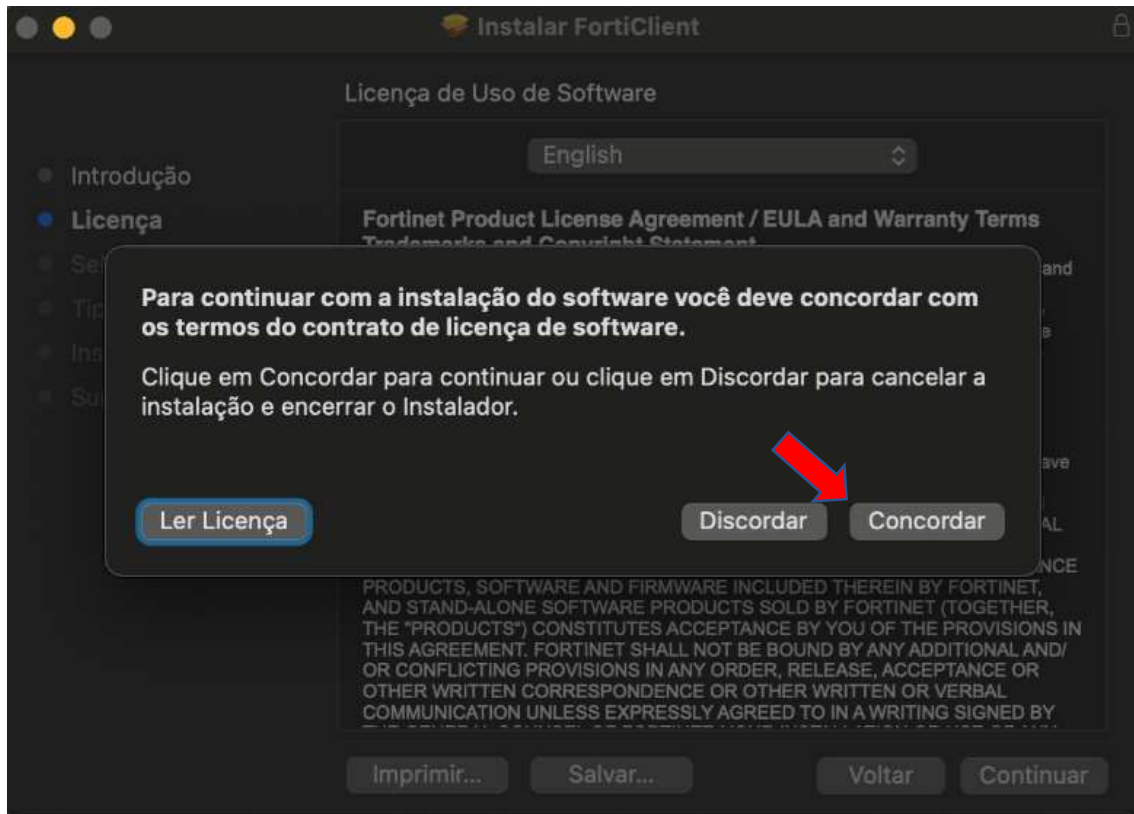 Instalar FortiClient
Licença de Uso de Software
English
Introdução
Licença
Fortinet Product License Agreement / EULA and Warranty Terms
Trademarks and Copyright Statement
and
Para continuar com a instalação do software você deve concordar com
os termos do contrato de licença de software.
Clique em Concordar para continuar ou clique em Discordar para cancelar a
instalação e encerrar o Instalador.
Ler Licença
Discordar
Concordar
PRODUCTS, SOFTWARE AND FIRMWARE INCLUDED THEREIN BY FORTINET,
AND STAND-ALONE SOFTWARE PRODUCTS SOLD BY FORTINET (TOGETHER,
THE "PRODUCTS") CONSTITUTES ACCEPTANCE BY YOU OF THE PROVISIONS IN
THIS AGREEMENT. FORTINET SHALL NOT BE BOUND BY ANY ADDITIONAL AND/
OR CONFLICTING PROVISIONS IN ANY ORDER, RELEASE, ACCEPTANCE OR
OTHER WRITTEN CORRESPONDENCE OR OTHER WRITTEN OR VERBAL
COMMUNICATION UNLESS EXPRESSLY AGREED TO IN A WRITING SIGNED BY
Imprimir...
Salvar...
Voltar
Continuar